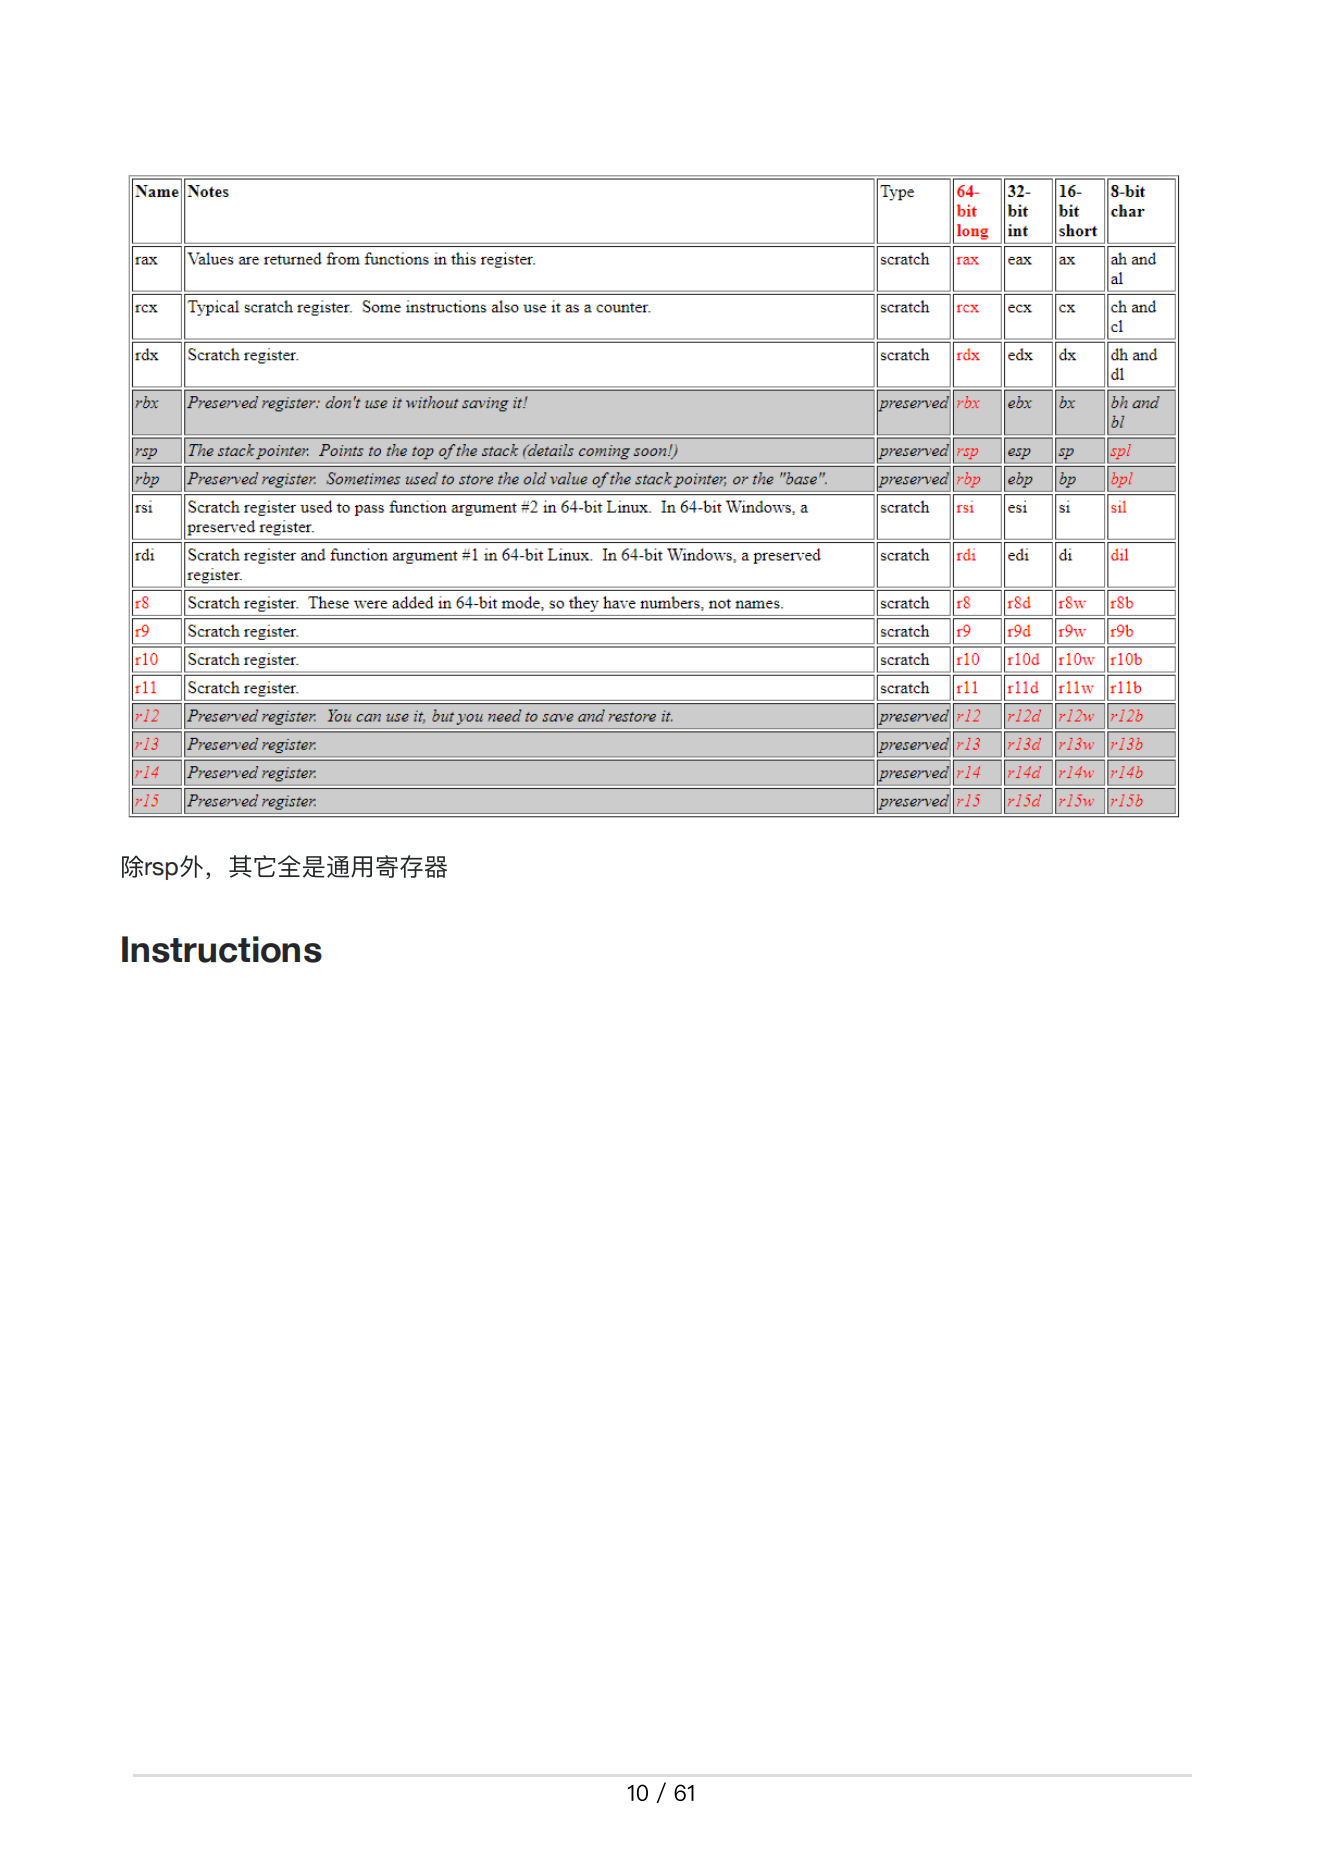 Name Notes Type 64-bit long 32-bit int 16-bit short 8-bit char
rax Values are returned from functions in this register. scratch rax eax ax ah and al
rcx Typical scratch register. Some instructions also use it as a counter. scratch rcx ecx cx ch and cl
rdx Scratch register. scratch rdx edx dx dh and dl
rbx Preserved register: don't use it without saving it! preserved rbx ebx bx bh and bl
rsp The stack pointer. Points to the top of the stack (details coming soon!) preserved rsp esp sp spl
rbp Preserved register. Sometimes used to store the old value of the stack pointer, or the "base". preserved rbp ebp bp bpl
rsi Scratch register used to pass function argument #2 in 64-bit Linux. In 64-bit Windows, a preserved register. scratch rsi esi si sil
rdi Scratch register and function argument #1 in 64-bit Linux. In 64-bit Windows, a preserved register. scratch rdi edi di dil
r8 Scratch register. These were added in 64-bit mode, so they have numbers, not names. scratch r8 r8d r8w r8b
r9 Scratch register. scratch r9 r9d r9w r9b
r10 Scratch register. scratch r10 r10d r10w r10b
r11 Scratch register. scratch r11 r11d r11w r11b
r12 Preserved register. You can use it, but you need to save and restore it. preserved r12 r12d r12w r12b
r13 Preserved register. preserved r13 r13d r13w r13b
r14 Preserved register. preserved r14 r14d r14w r14b
r15 Preserved register. preserved r15 r15d r15w r15b
除rsp外，其它全是通用寄存器
Instructions
10 / 61